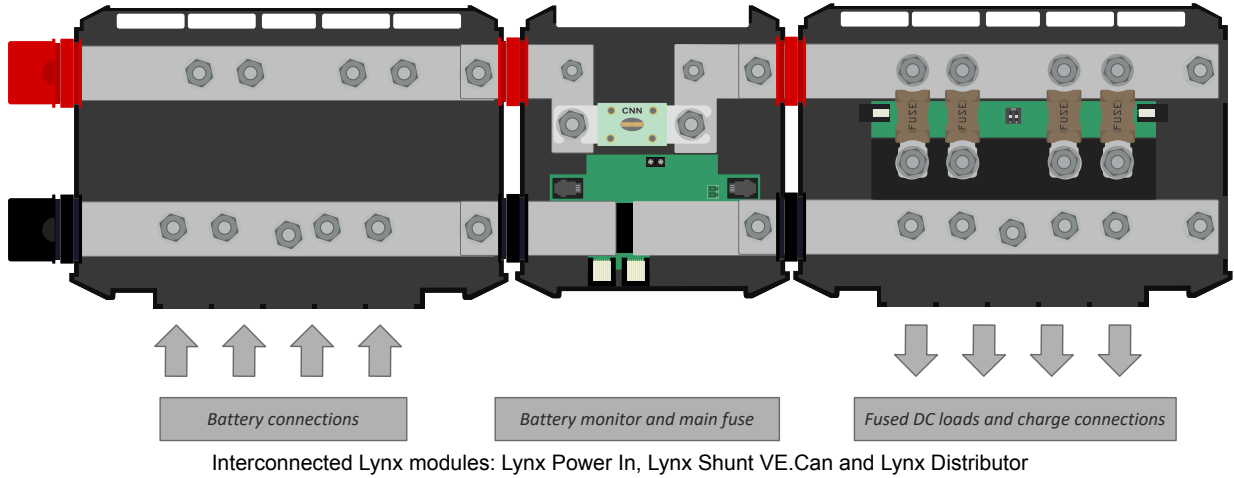 CNN
FUSE
FUSE
FUSE
FUSE
Battery connections
Battery monitor and main fuse
Fused DC loads and charge connections
Interconnected Lynx modules: Lynx Power In, Lynx Shunt VE.Can and Lynx Distributor